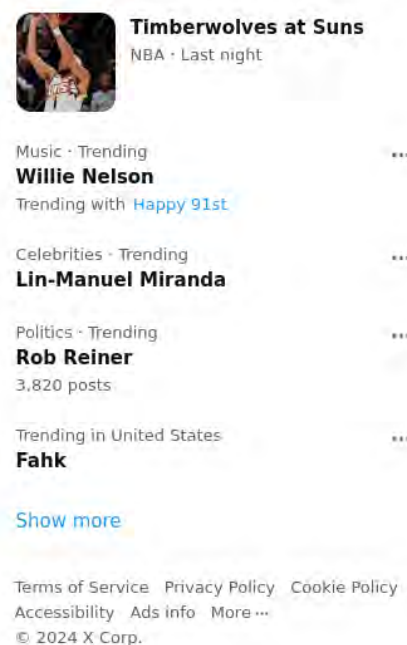 Timberwolves at Suns
NBA · Last night
Music · Trending
Willie Nelson
Trending with Happy 91st
Celebrities · Trending
Lin-Manuel Miranda
Politics · Trending
Rob Reiner
3,820 posts
Trending in United States
Fahk
Show more
Terms of Service Privacy Policy Cookie Policy
Accessibility Ads info More ···
© 2024 X Corp.